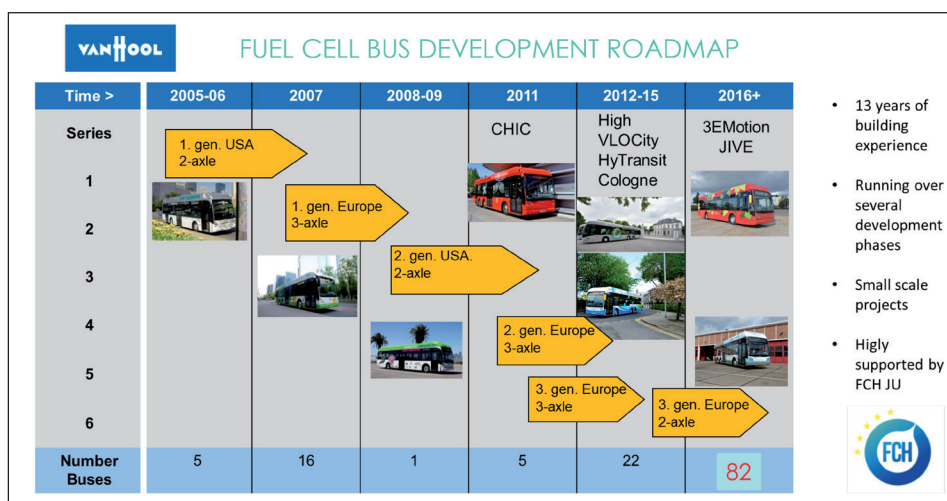 VANHOOL
FUEL CELL BUS DEVELOPMENT ROADMAP
Time > 2005-06 2007 2008-09 2011 2012-15 2016+
Series
1
2
3
4
5
6
1. gen. USA
2-axle
1. gen. Europe
3-axle
2. gen. USA.
2-axle
CHIC
2. gen. Europe
3-axle
High
VLOCity
HyTransit
Cologne
3. gen. Europe
3-axle
3EMotion
JIVE
3. gen. Europe
2-axle
Number
Buses
5 16 1 5 22 82
• 13 years of
building
experience
• Running over
several
development
phases
• Small scale
projects
• Higly
supported by
FCH JU
FCH